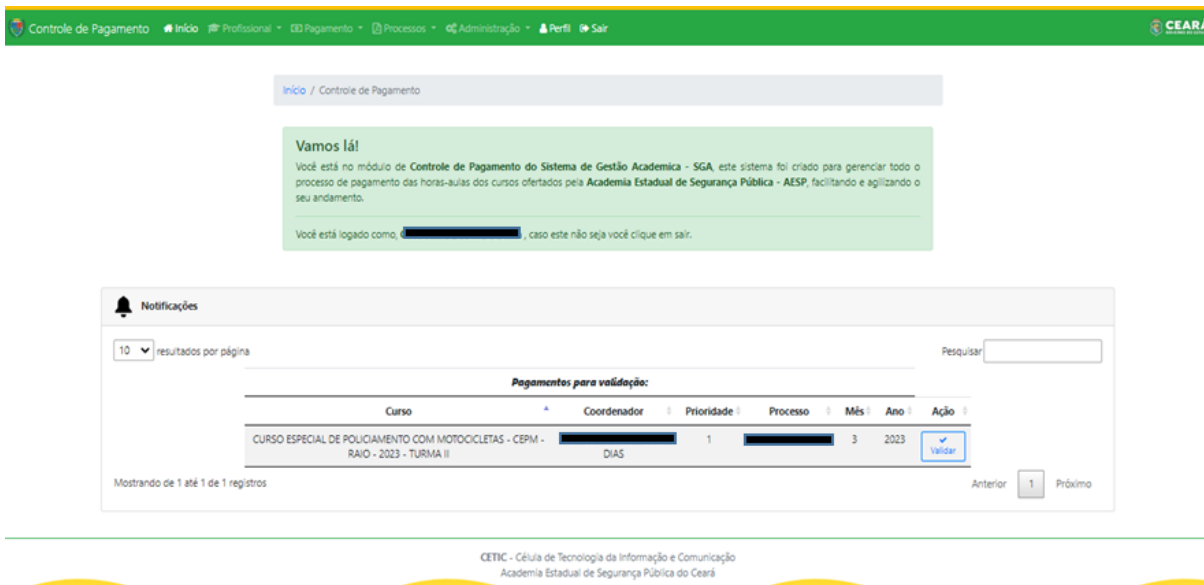 Controle de Pagamento Início Profissional Pagamento Processos Administração Perfil Sair CEARÁ
Início / Controle de Pagamento
Vamos lá!
Você está no módulo de Controle de Pagamento do Sistema de Gestão Academica - SGA, este sistema foi criado para gerenciar todo o
processo de pagamento das horas-aulas dos cursos ofertados pela Academia Estadual de Segurança Pública - AESP, facilitando e agilizando o
seu andamento.
Você está logado como, , caso este não seja você clique em sair.
Notificações
10 resultados por página Pesquisar
Pagamentos para validação:
Curso Coordenador Prioridade Processo Mês Ano Ação
CURSO ESPECIAL DE POLICIAMENTO COM MOTOCICLETAS - CEPM - 1 3 2023 Validar
RAIO - 2023 - TURMA II DIAS
Mostrando de 1 até 1 de 1 registros Anterior 1 Próximo
CETIC - Célula de Tecnologia da Informação e Comunicação
Academia Estadual de Segurança Pública do Ceará